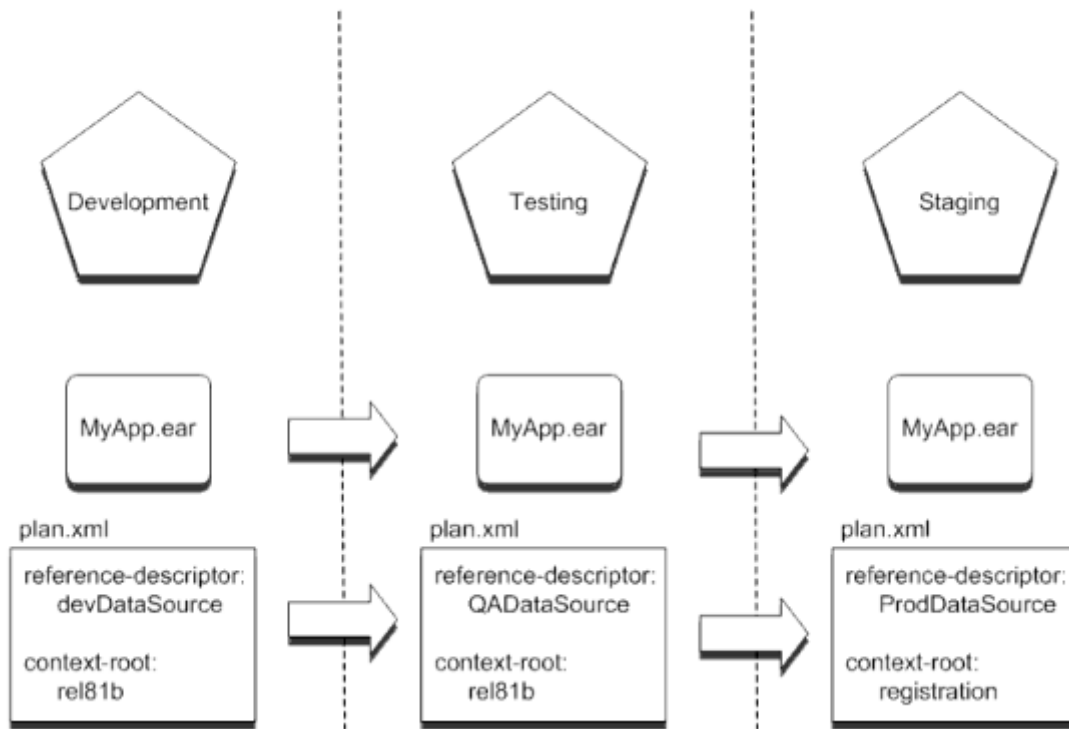 Development
Testing
Staging
MyApp.ear
MyApp.ear
MyApp.ear
plan.xml
reference-descriptor:
devDataSource
context-root:
rel81b
plan.xml
reference-descriptor:
QADataSource
context-root:
rel81b
plan.xml
reference-descriptor:
ProdDataSource
context-root:
registration